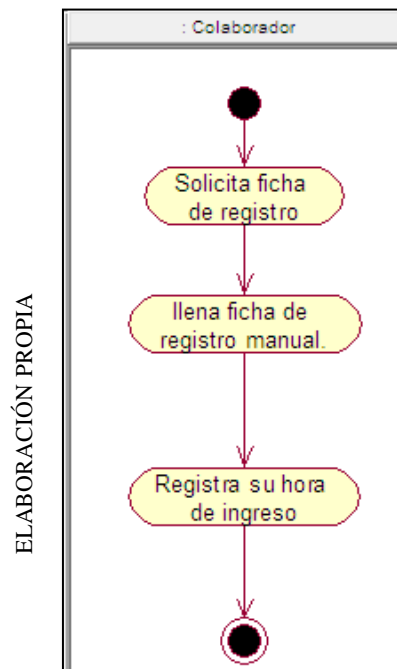 : Colaborador
Solicita ficha
de registro
llena ficha de
registro manual.
Registra su hora
de ingreso
ELABORACIÓN PROPIA